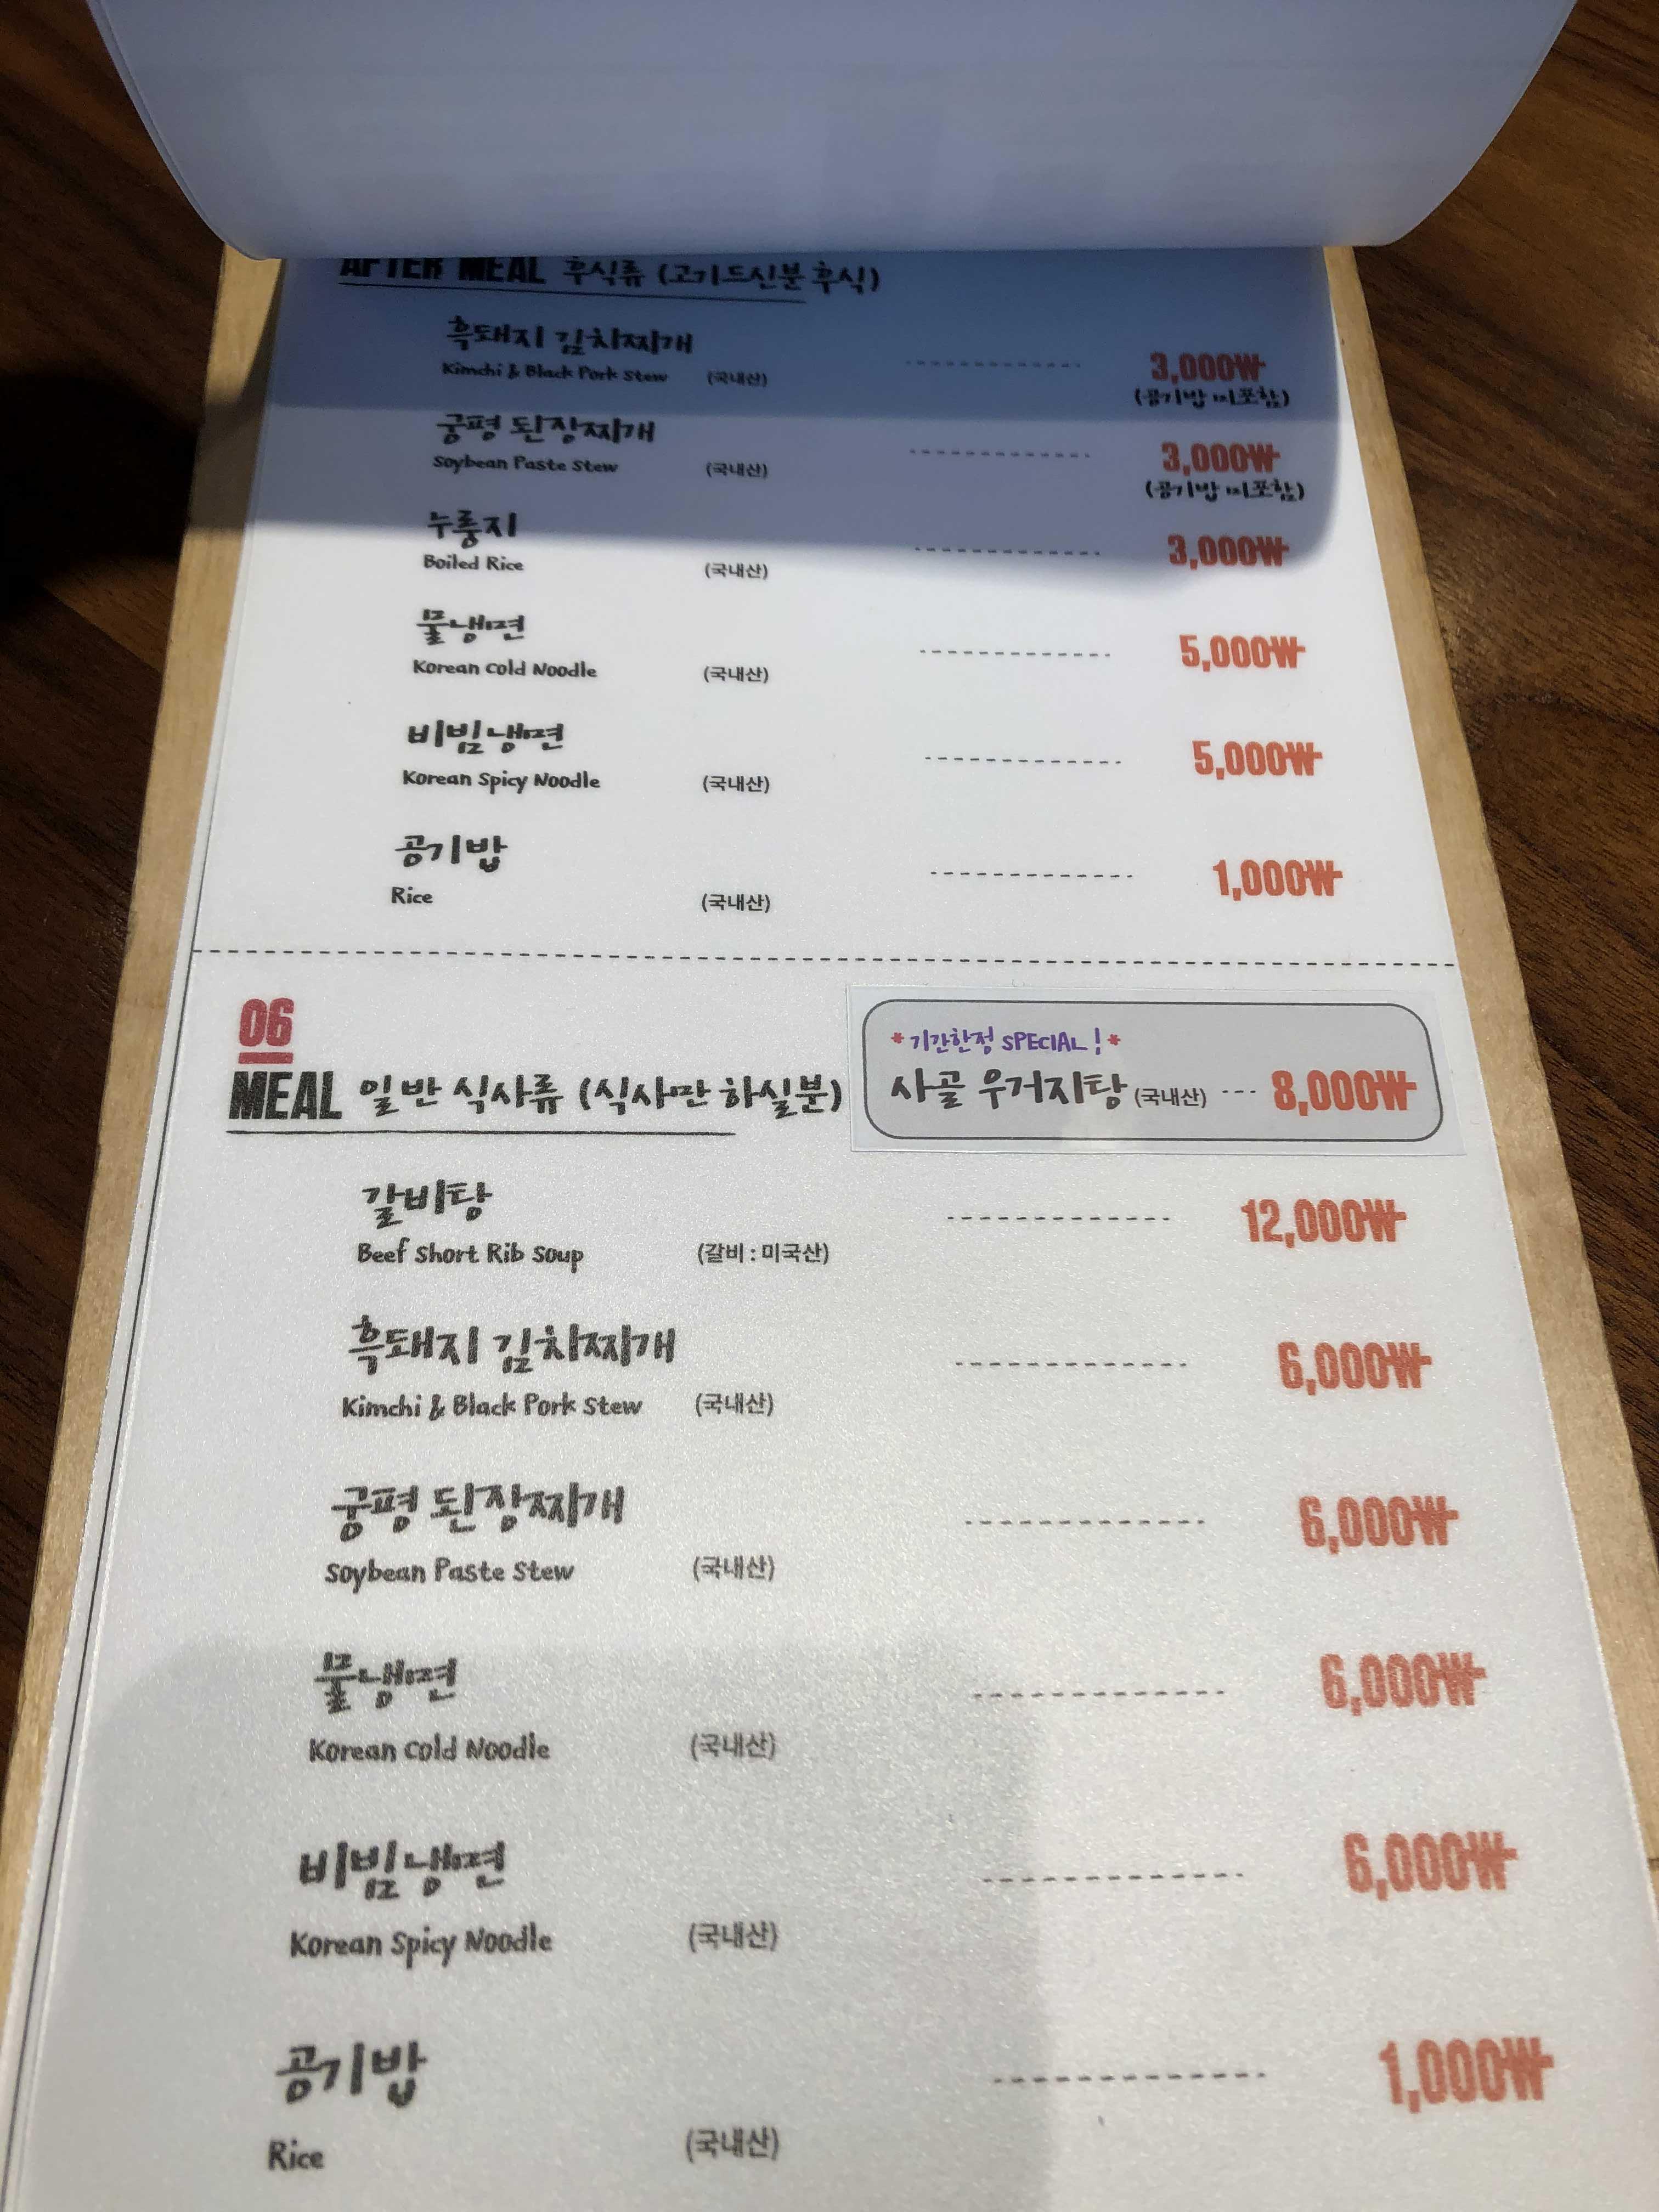 AFTER MEAL 후식류 (고기드신분 후식)
흑돼지 김치찌개
3,000₩
Kimchi & Black Pork Stew (국내산)
(공기밥 미포함)
궁평 된장찌개
3,000₩
Soybean Paste Stew (국내산)
(공기밥 미포함)
누룽지
3,000₩
Boiled Rice (국내산)
물냉면
5,000₩
Korean Cold Noodle (국내산)
비빔냉면
5,000₩
Korean Spicy Noodle (국내산)
공기밥
1,000₩
Rice (국내산)
06
MEAL 일반 식사류 (식사만 하실분)
*기간한정 SPECIAL!*
사골 우거지탕 (국내산) --- 8,000₩
갈비탕
12,000₩
Beef Short Rib Soup (갈비 : 미국산)
흑돼지 김치찌개
6,000₩
Kimchi & Black Pork Stew (국내산)
궁평 된장찌개
6,000₩
Soybean Paste Stew (국내산)
물냉면
6,000₩
Korean Cold Noodle (국내산)
비빔냉면
6,000₩
Korean Spicy Noodle (국내산)
공기밥
1,000₩
Rice (국내산)